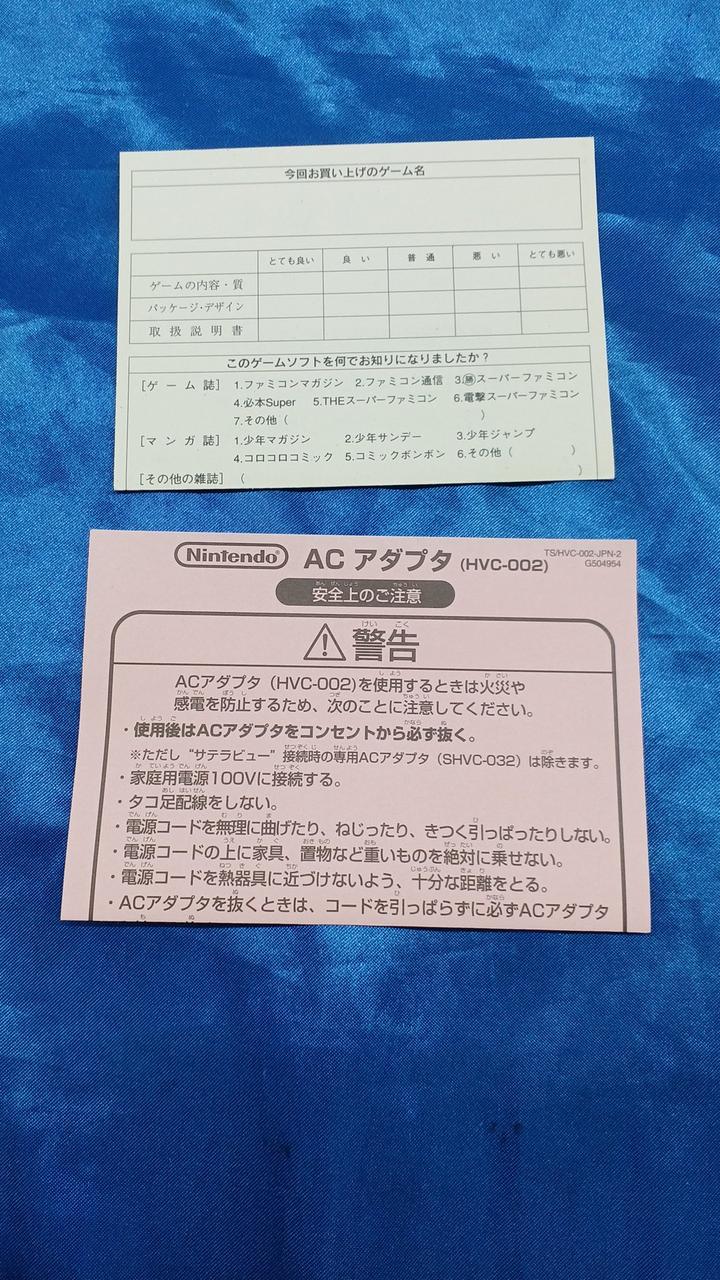 今回お買い上げのゲーム名
とても良い 良い 普通 悪い とても悪い
ゲームの内容・質
パッケージ・デザイン
取扱説明書
このゲームソフトを何でお知りになりましたか？
［ゲーム誌］ 1.ファミコンマガジン 2.ファミコン通信 3.㊙スーパーファミコン
4.必本Super 5.THEスーパーファミコン 6.電撃スーパーファミコン
7.その他（ ）
［マンガ誌］ 1.少年マガジン 2.少年サンデー 3.少年ジャンプ
4.コロコロコミック 5.コミックボンボン 6.その他（ ）
［その他の雑誌］（ ）
Nintendo® ACアダプタ (HVC-002)
TS/HVC-002-JPN-2
G504954
安全上のご注意
警告
ACアダプタ（HVC-002)を使用するときは火災や
感電を防止するため、次のことに注意してください。
・使用後はACアダプタをコンセントから必ず抜く。
※ただし“サテラビュー”接続時の専用ACアダプタ（SHVC-032）は除きます。
・家庭用電源100Vに接続する。
・タコ足配線をしない。
・電源コードを無理に曲げたり、ねじったり、きつく引っぱったりしない。
・電源コードの上に家具、置物など重いものを絶対に乗せない。
・電源コードを熱器具に近づけないよう、十分な距離をとる。
・ACアダプタを抜くときは、コードを引っぱらずに必ずACアダプタ